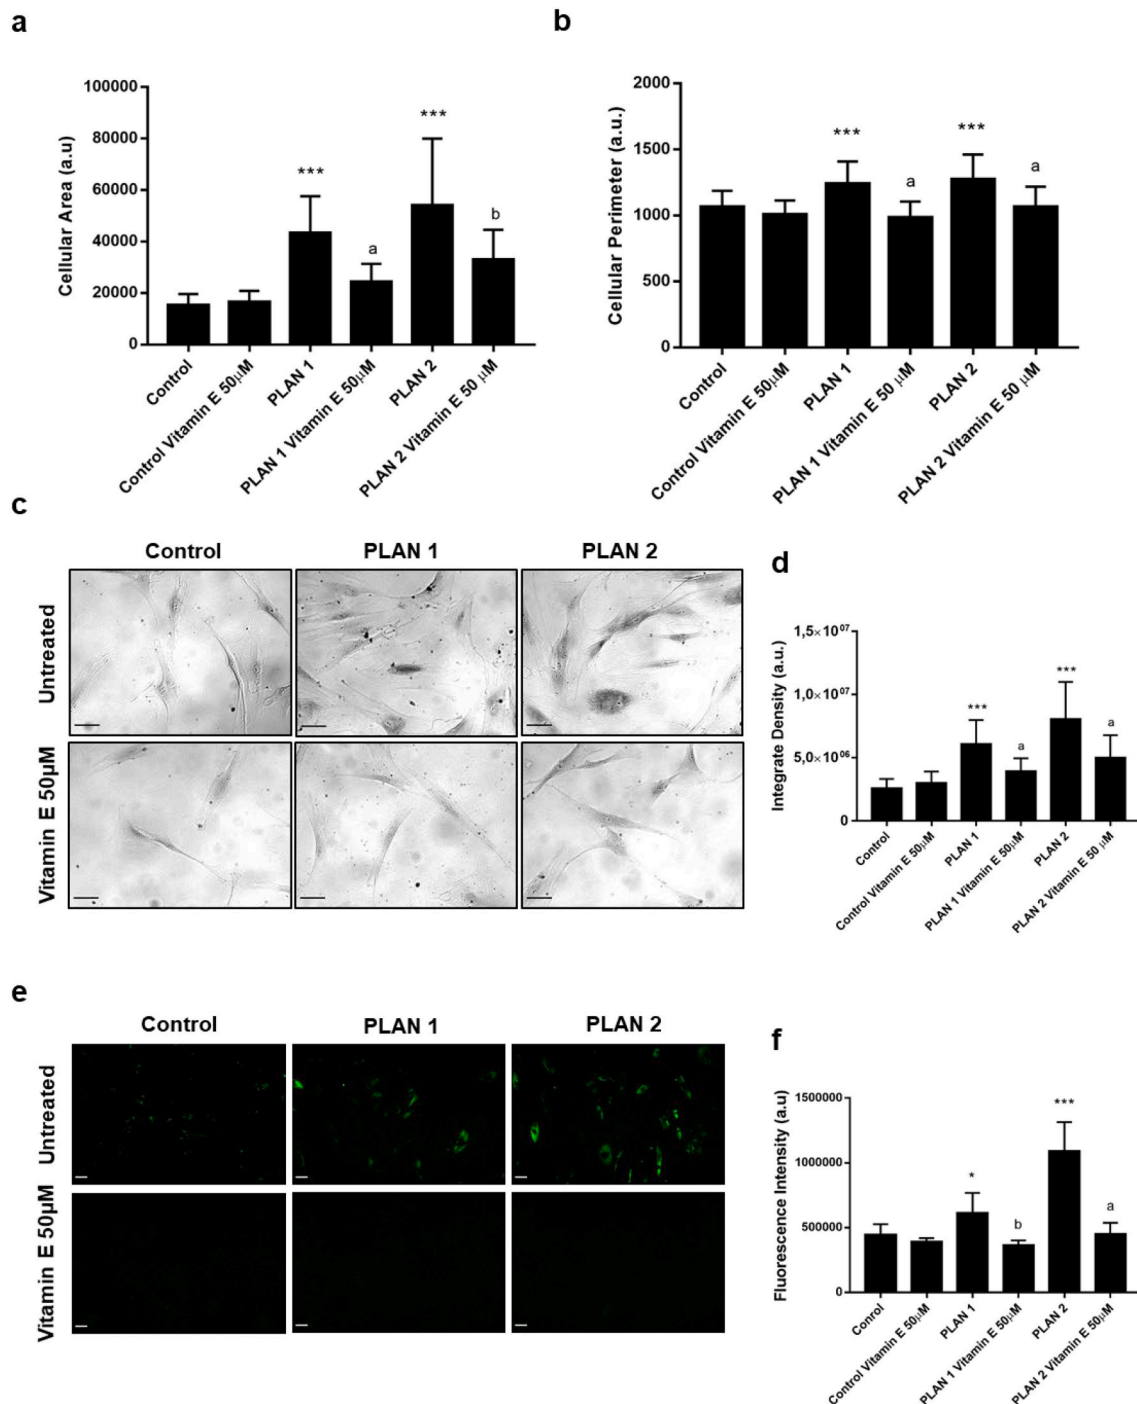 a
Cellular Area (a.u)
100000
80000
60000
40000
20000
0
***
a
***
b
Control
Control Vitamin E 50μM
PLAN 1
PLAN 1 Vitamin E 50μM
PLAN 2
PLAN 2 Vitamin E 50 μM
b
Cellular Perimeter (a.u.)
2000
1500
1000
500
0
***
a
***
a
Control
Control Vitamin E 50μM
PLAN 1
PLAN 1 Vitamin E 50 μM
PLAN 2
PLAN 2 Vitamin E 50 μM
c
Control
PLAN 1
PLAN 2
Untreated
Vitamin E 50μM
d
Integrate Density (a.u.)
1,5×10⁰⁷
1,0×10⁰⁷
5,0×10⁰⁶
0
***
a
***
a
Control
Control Vitamin E 50μM
PLAN 1
PLAN 1 Vitamin E 50μM
PLAN 2
PLAN 2 Vitamin E 50 μM
e
Control
PLAN 1
PLAN 2
Untreated
Vitamin E 50μM
f
Fluorescence Intensity (a.u)
1500000
1000000
500000
0
*
b
***
a
Conrol
Control Vitamin E 50μM
PLAN 1
PLAN 1 Vitamin E 50μM
PLAN 2
PLAN 2 Vitamin E 50μM